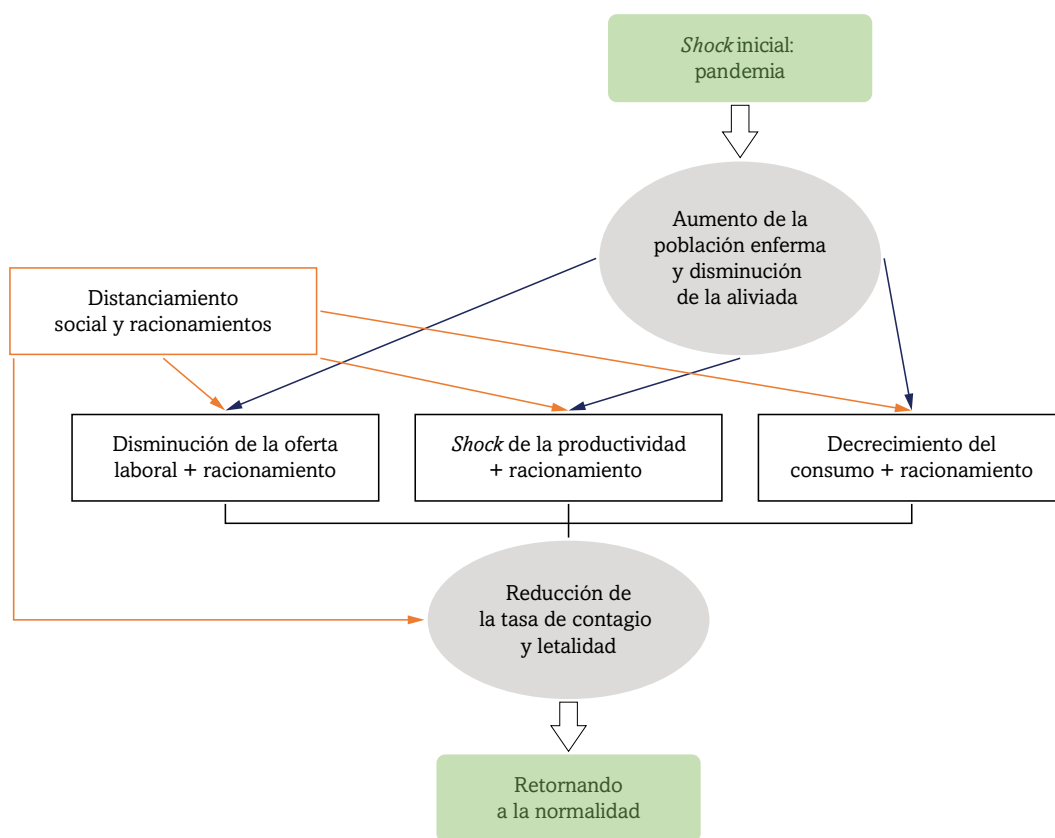 Shock inicial:
pandemia
Aumento de la
población enferma
y disminución
de la aliviada
Distanciamiento
social y racionamientos
Disminución de la oferta
laboral + racionamiento
Shock de la productividad
+ racionamiento
Decrecimiento del
consumo + racionamiento
Reducción de
la tasa de contagio
y letalidad
Retornando
a la normalidad